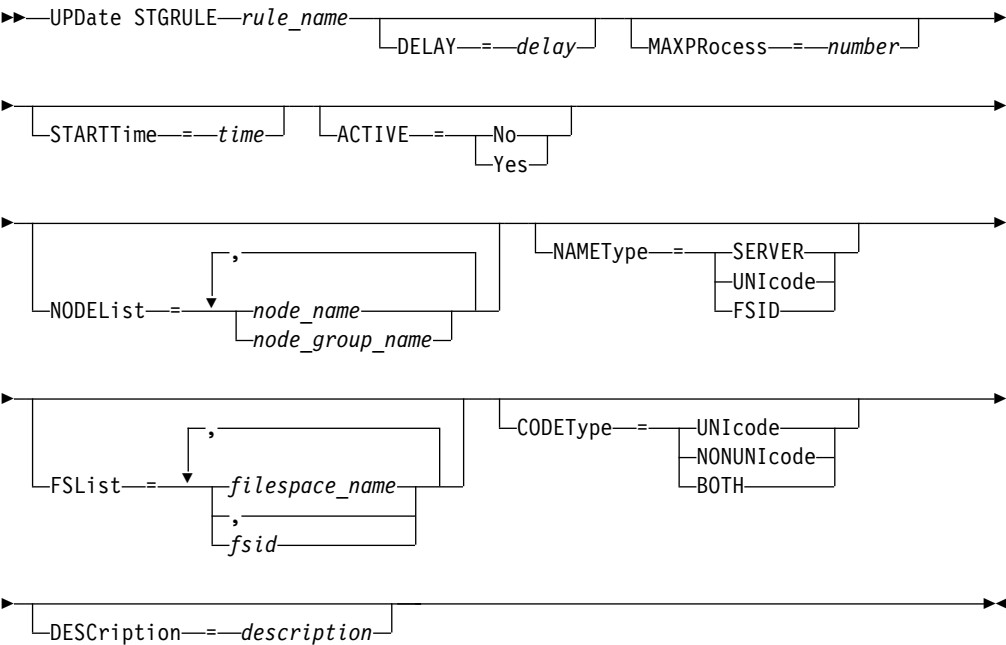 UPDate STGRULE rule_name
DELAY = delay
MAXPRocess = number
STARTTime = time
ACTIVE = No
Yes
,
NODEList = node_name
node_group_name
NAMEType = SERVER
UNIcode
FSID
,
FSList = filespace_name
,
fsid
CODEType = UNIcode
NONUNIcode
BOTH
DESCription = description